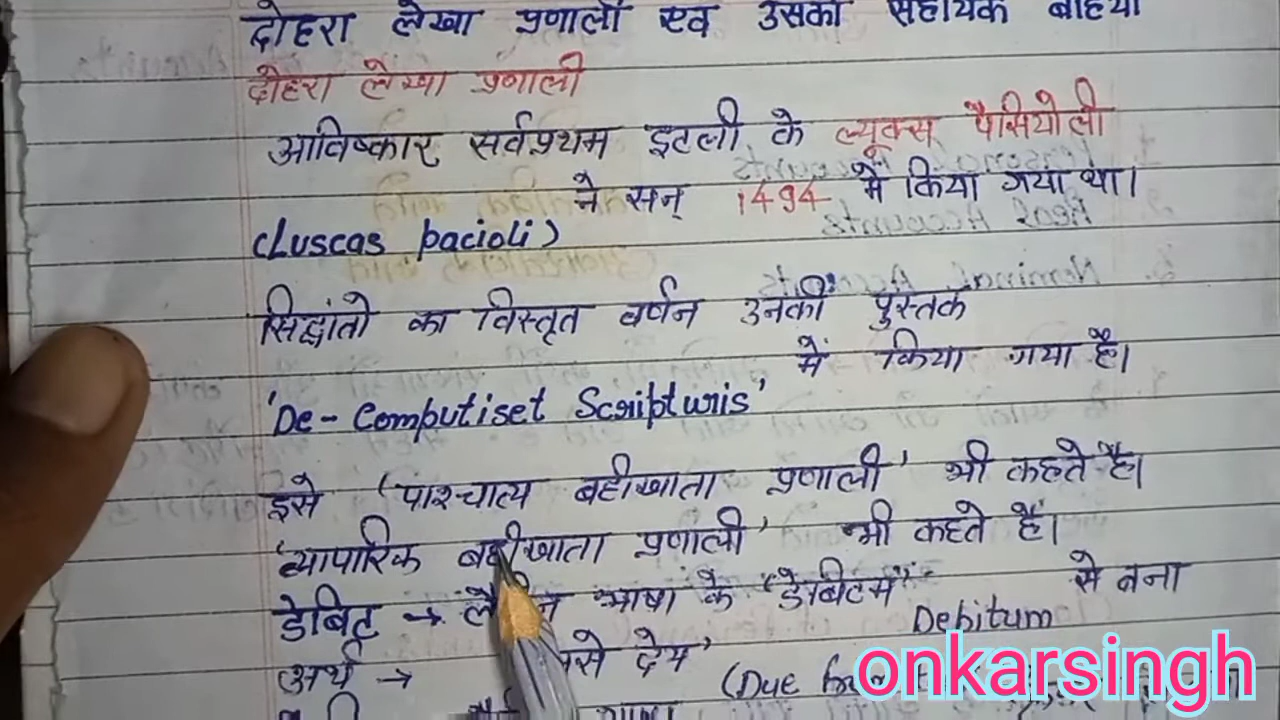 दोहरा लेखा प्रणाली एवं उसकी सहायक बहियाँ
दोहरा लेखा प्रणाली
आविष्कार सर्वप्रथम इटली के ल्यूक्स पैसियोली
ने सन् 1494 में किया गया था।
(Luscas pacioli)
सिद्धांतो का विस्तृत वर्णन उनकी पुस्तक
में किया गया है।
'De - Computiset Scripturis'
इसे 'पाश्चात्य बहीखाता प्रणाली' भी कहते है।
'व्यापारिक बहीखाता प्रणाली' भी कहते हैं।
डेबिट → भाषा के "डेबिटम" से बना
Debitum
अर्थ → देय'
(Due from
onkarsingh